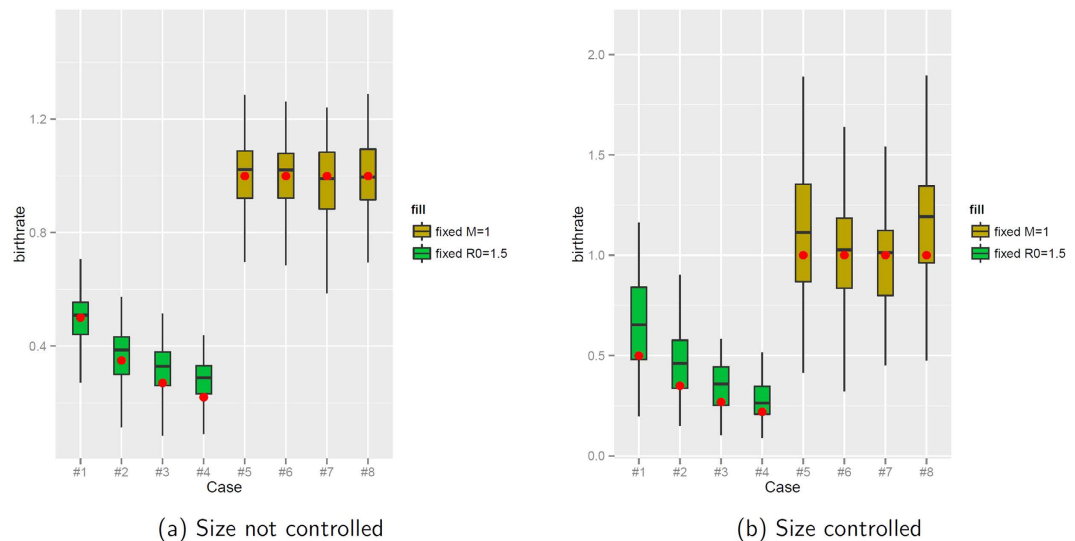 birthrate
1.2
0.8
0.4
#1 #2 #3 #4 #5 #6 #7 #8
Case
fill
fixed M=1
fixed R0=1.5
(a) Size not controlled
birthrate
2.0
1.5
1.0
0.5
0.0
#1 #2 #3 #4 #5 #6 #7 #8
Case
fill
fixed M=1
fixed R0=1.5
(b) Size controlled